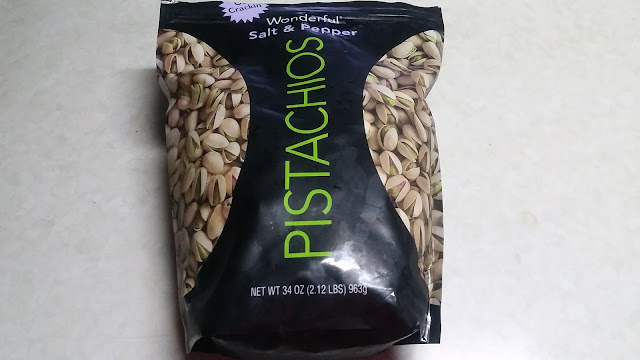 Crackin'
Wonderful®
Salt & Pepper
PISTACHIOS
NET WT 34 OZ (2.12 LBS) 963g